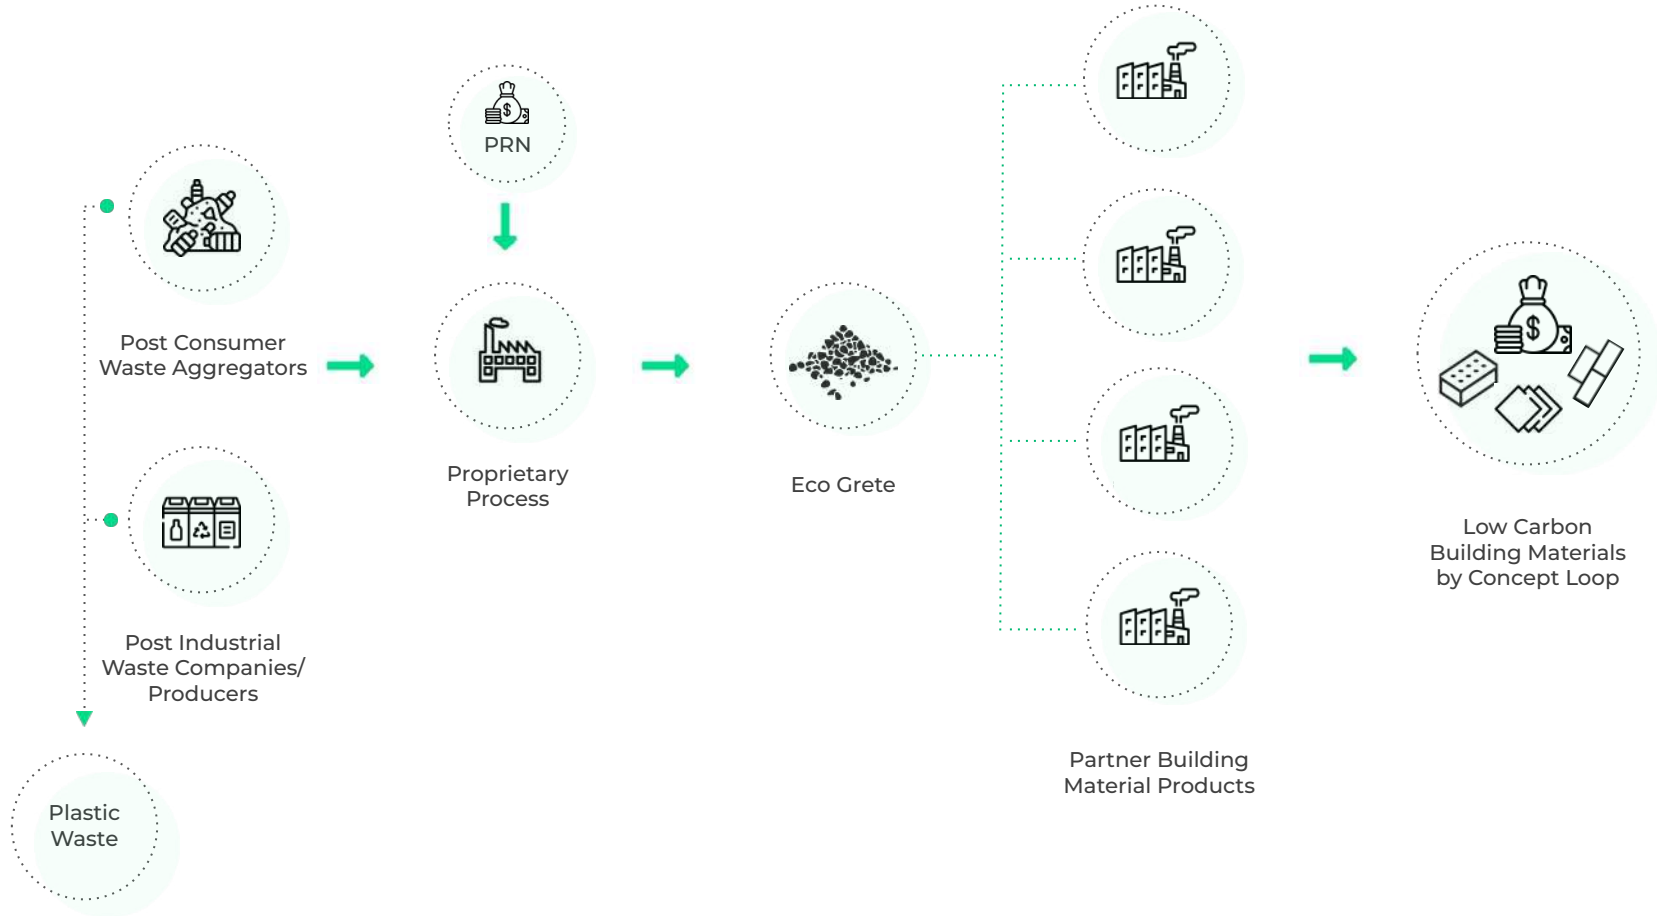 PRN
Post Consumer
Waste Aggregators
Proprietary
Process
Eco Grete
Post Industrial
Waste Companies/
Producers
Plastic
Waste
Partner Building
Material Products
Low Carbon
Building Materials
by Concept Loop